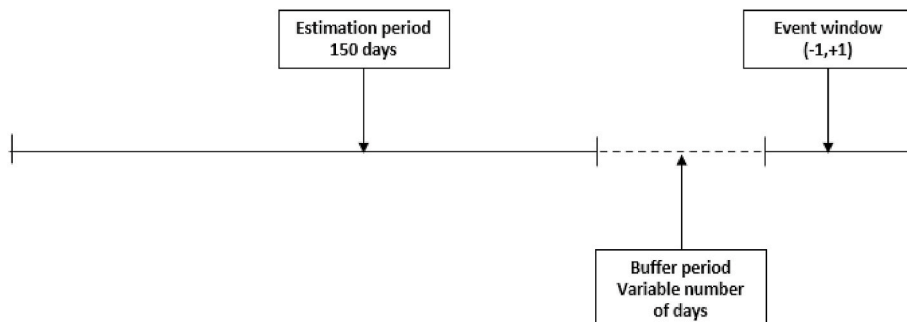 Estimation period
150 days
Event window
(-1,+1)
Buffer period
Variable number
of days